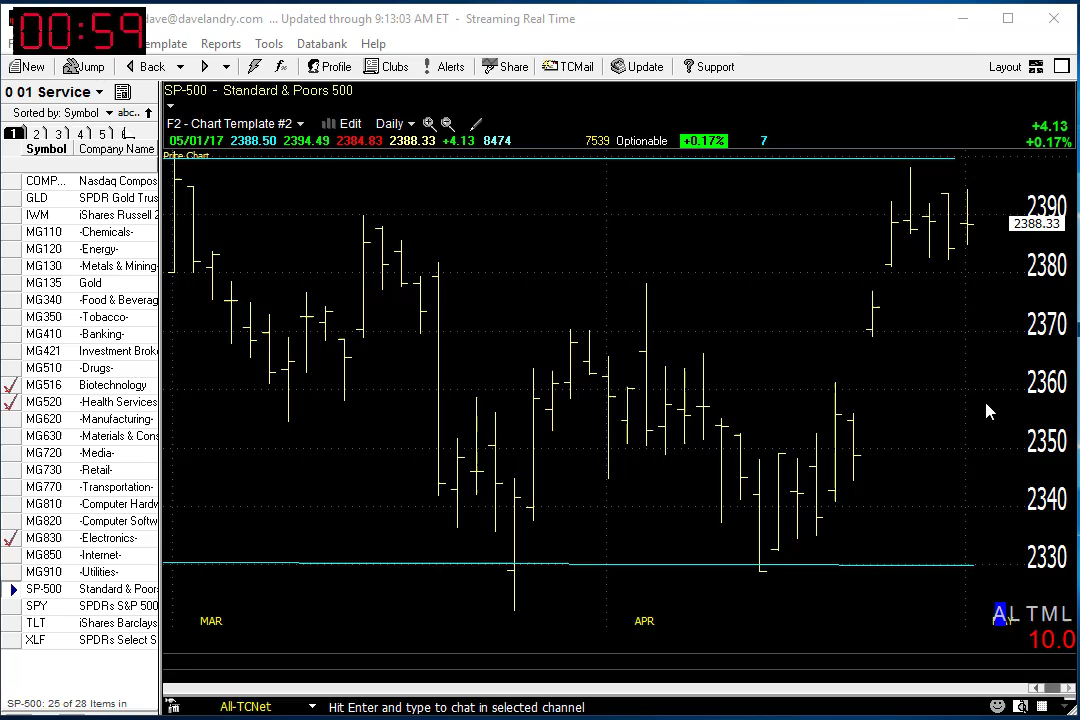 00:59
dave@davelandry.com ... Updated through 9:13:03 AM ET - Streaming Real Time
emplate Reports Tools Databank Help
New Jump Back Profile Clubs Alerts Share TCMail Update Support Layout
0 01 Service
SP-500 - Standard & Poors 500
Sorted by: Symbol abc..
F2 - Chart Template #2 Edit Daily
+4.13
1 2 3 4 5
05/01/17 2388.50 2394.49 2384.83 2388.33 +4.13 8474 7539 Optionable +0.17% 7
+0.17%
Symbol Company Name
Price Chart
COMP... Nasdaq Compos
GLD SPDR Gold Trus
IWM iShares Russell 2
MG110 -Chemicals-
MG120 -Energy-
MG130 -Metals & Mining-
MG135 Gold
MG340 -Food & Beverag
MG350 -Tobacco-
MG410 -Banking-
MG421 Investment Brok
MG510 -Drugs-
MG516 Biotechnology
MG520 -Health Services
MG620 -Manufacturing-
MG630 -Materials & Cons
MG720 -Media-
MG730 -Retail-
MG770 -Transportation-
MG810 -Computer Hardw
MG820 -Computer Softw
MG830 -Electronics-
MG850 -Internet-
MG910 -Utilities-
SP-500 Standard & Poors
SPY SPDRs S&P 500
TLT iShares Barclays
XLF SPDRs Select S
2390
2388.33
2380
2370
2360
2350
2340
2330
MAR APR
A L T M L
10.0
SP-500: 25 of 28 Items in
All-TCNet Hit Enter and type to chat in selected channel